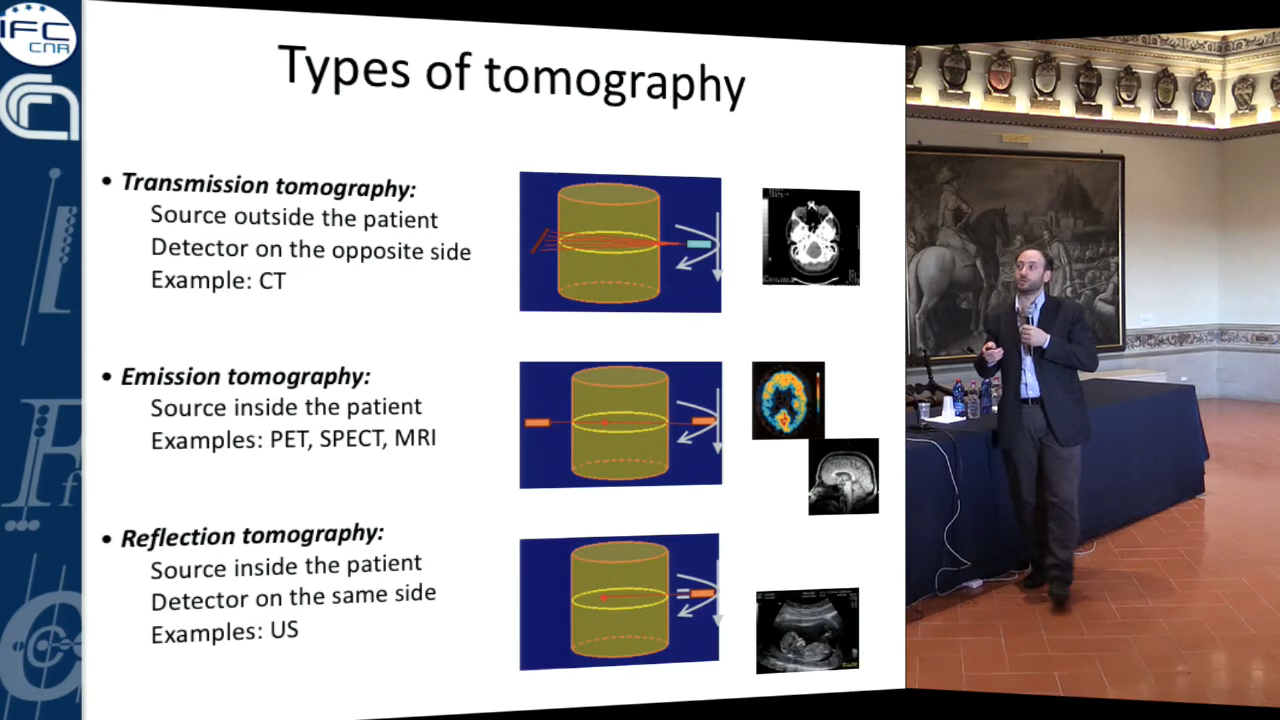 IFC
CNR
Types of tomography
• Transmission tomography:
Source outside the patient
Detector on the opposite side
Example: CT
• Emission tomography:
Source inside the patient
Examples: PET, SPECT, MRI
• Reflection tomography:
Source inside the patient
Detector on the same side
Examples: US